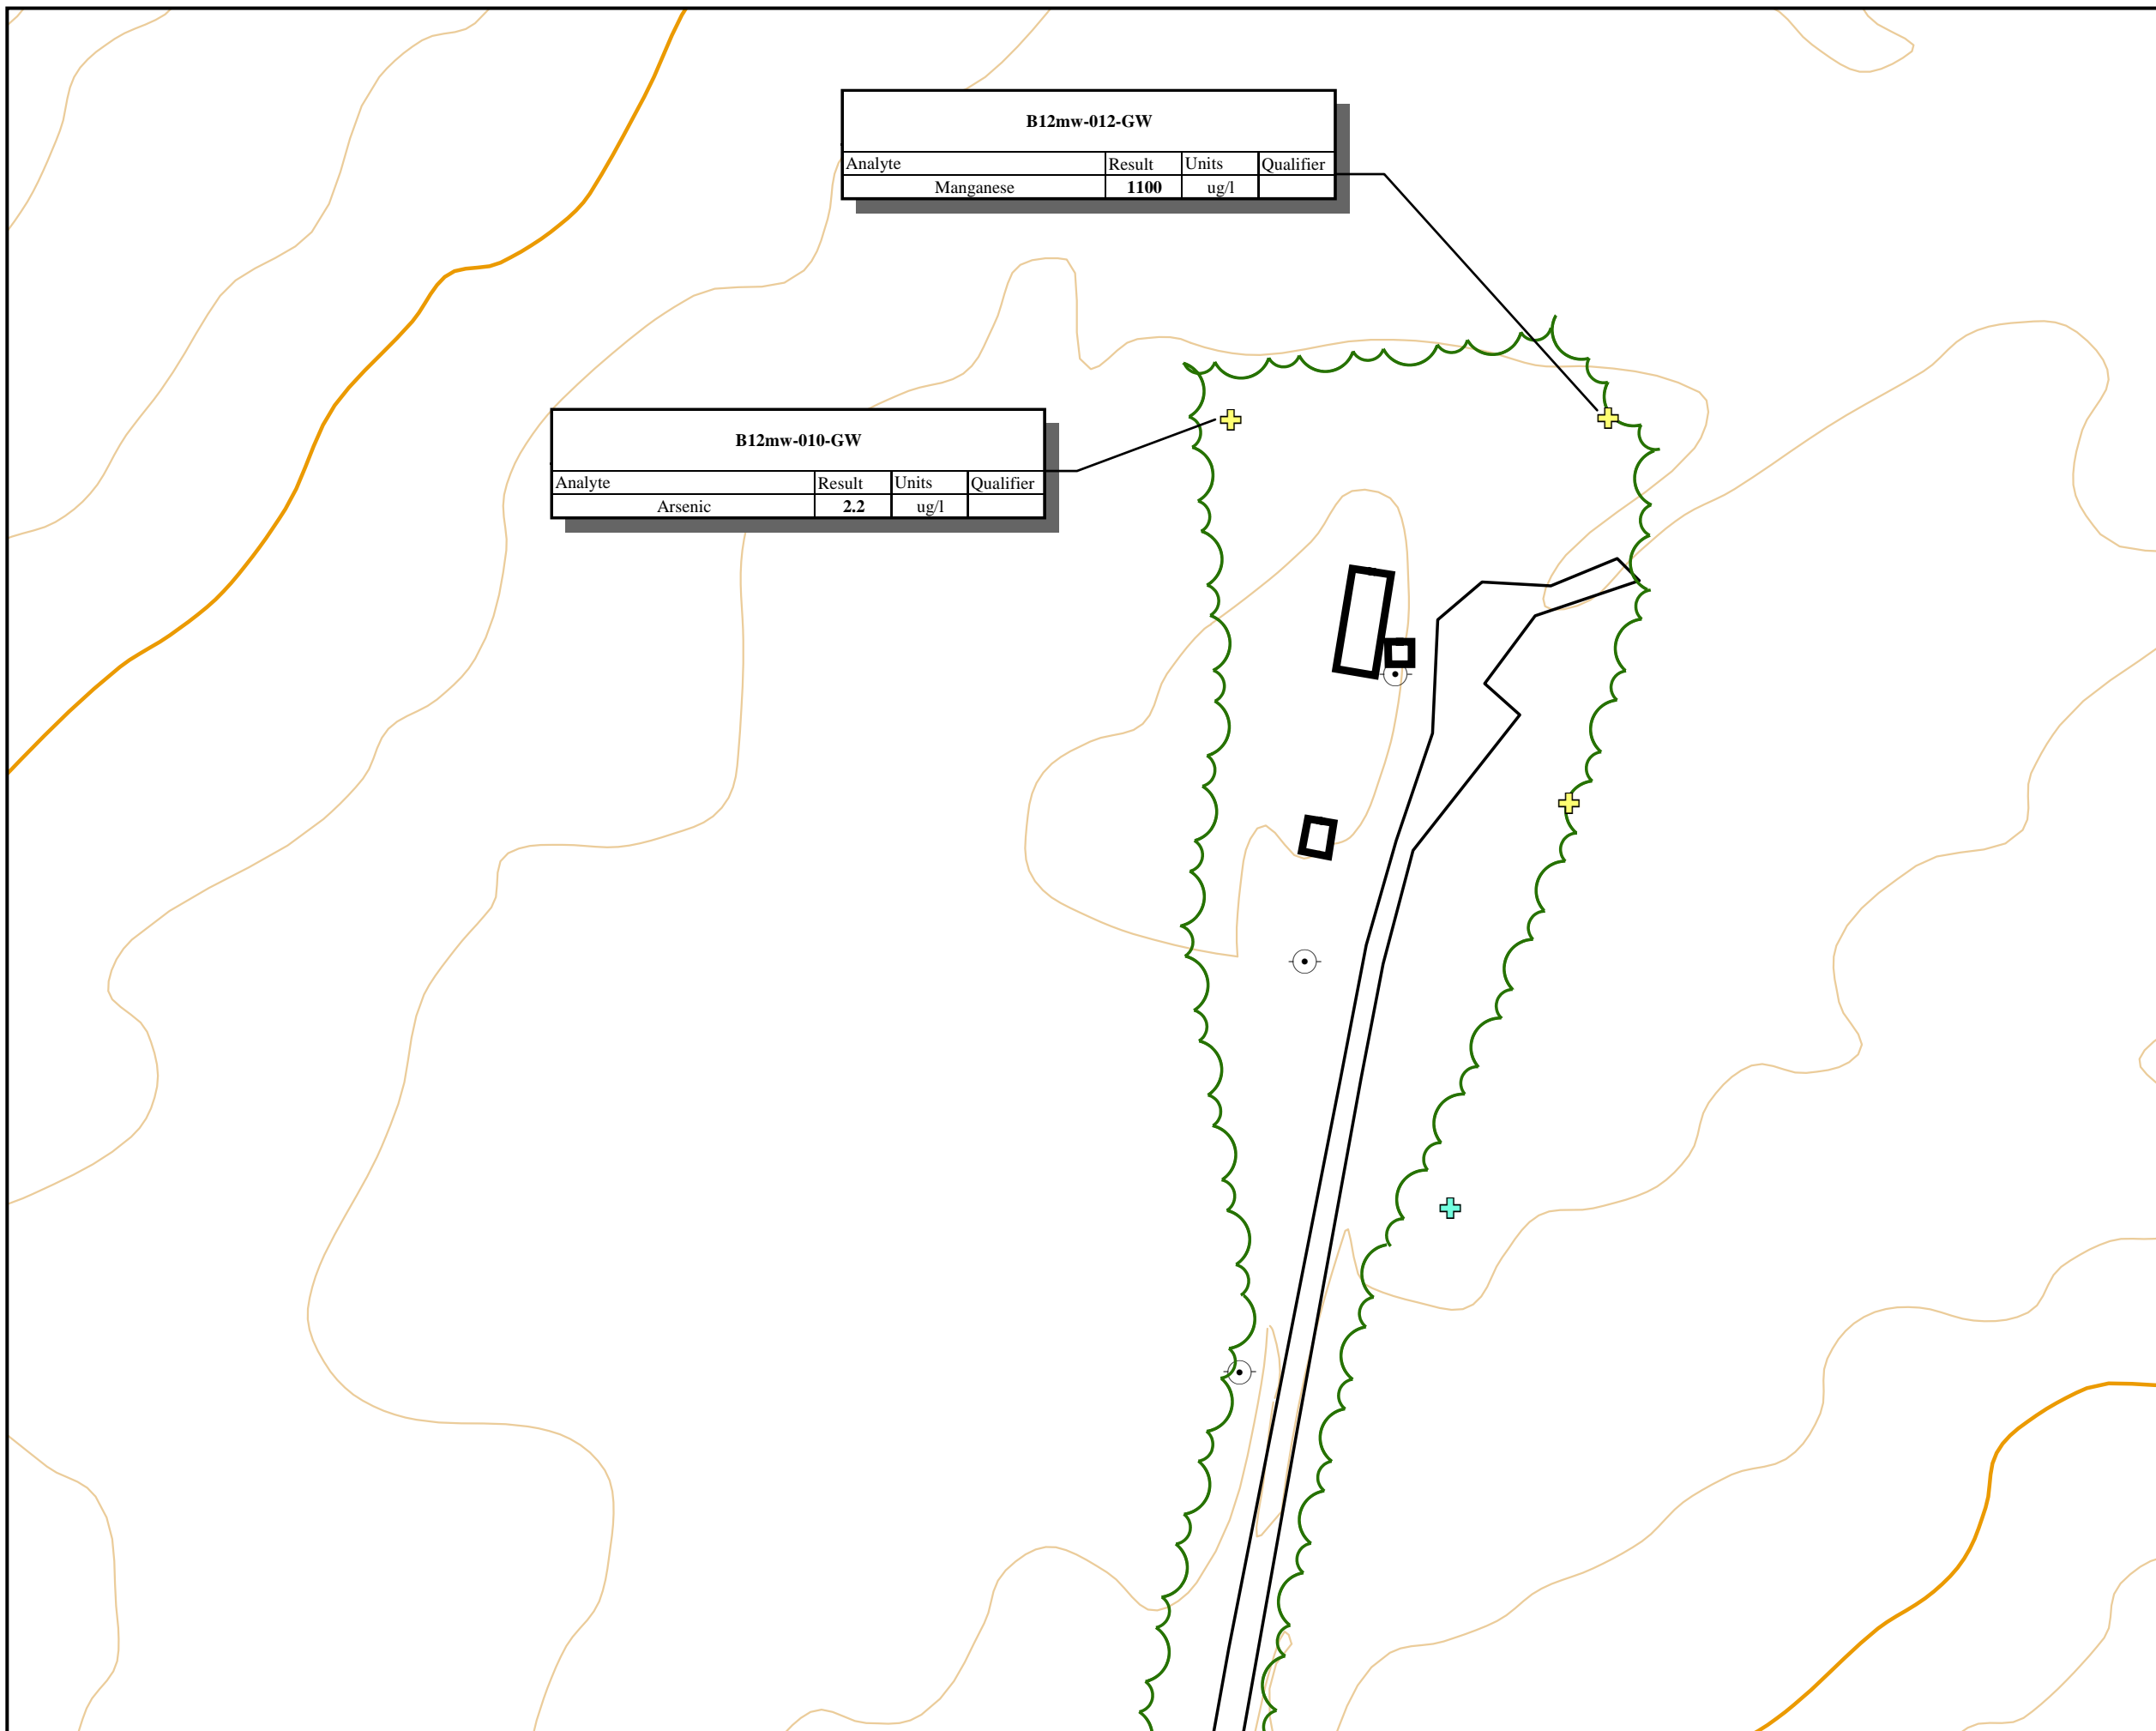 B12mw-012-GW
Analyte Result Units Qualifier
Manganese 1100 ug/l
B12mw-010-GW
Analyte Result Units Qualifier
Arsenic 2.2 ug/l